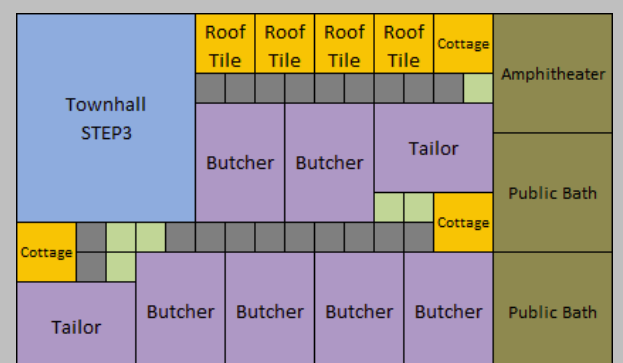 Roof
Tile
Roof
Tile
Roof
Tile
Roof
Tile
Cottage
Amphitheater
Townhall
STEP3
Butcher
Butcher
Tailor
Public Bath
Cottage
Cottage
Tailor
Butcher
Butcher
Butcher
Butcher
Public Bath